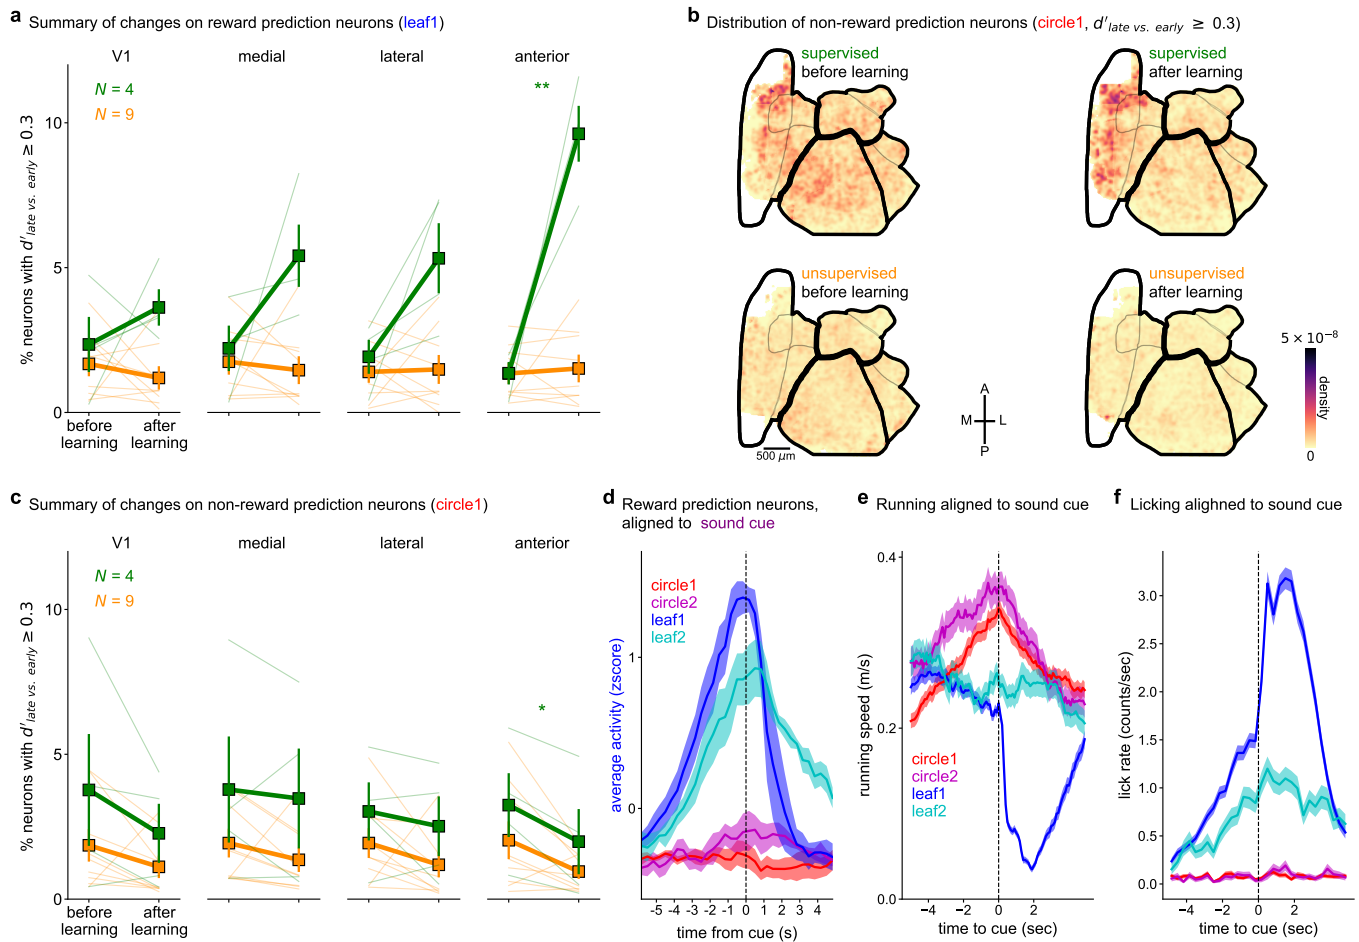 a Summary of changes on reward prediction neurons (leaf1)
V1 medial lateral anterior
N = 4
N = 9
**
% neurons with d′late vs. early ≥ 0.3
10
5
0
before learning
after learning
b Distribution of non-reward prediction neurons (circle1, d′late vs. early ≥ 0.3)
supervised
before learning
supervised
after learning
unsupervised
before learning
unsupervised
after learning
500 μm
A
M L
P
5 × 10⁻⁸
density
0
c Summary of changes on non-reward prediction neurons (circle1)
V1 medial lateral anterior
N = 4
N = 9
*
% neurons with d′late vs. early ≥ 0.3
10
5
0
before learning
after learning
d Reward prediction neurons,
aligned to sound cue
circle1
circle2
leaf1
leaf2
average activity (zscore)
1
0
-5 -4 -3 -2 -1 0 1 2 3 4
time from cue (s)
e Running aligned to sound cue
0.4
0.2
0.0
running speed (m/s)
circle1
circle2
leaf1
leaf2
−4 −2 0 2
time to cue (sec)
f Licking alighned to sound cue
3.0
2.5
2.0
1.5
1.0
0.5
0.0
lick rate (counts/sec)
circle1
circle2
leaf1
leaf2
−4 −2 0 2
time to cue (sec)